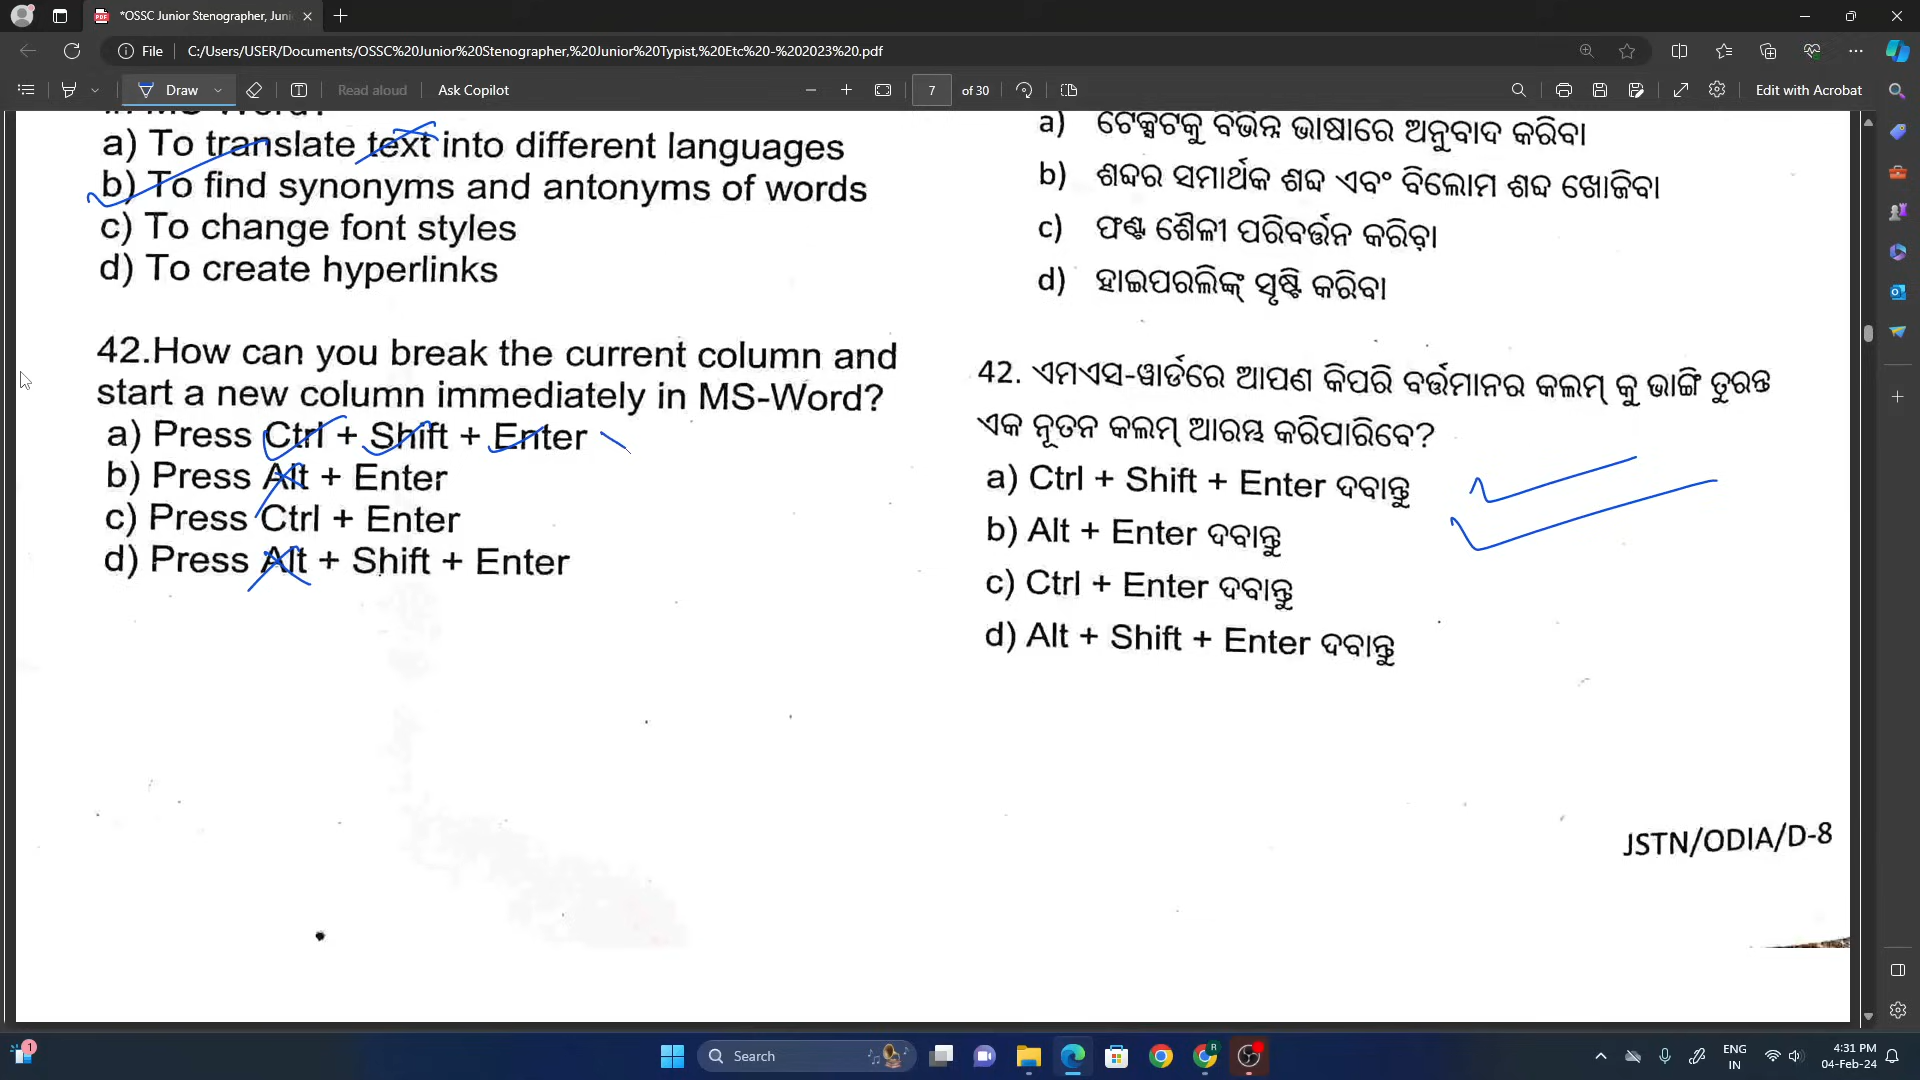 *OSSC Junior Stenographer, Juni
File
C:/Users/USER/Documents/OSSC%20Junior%20Stenographer,%20Junior%20Typist,%20Etc%20-%202023%20.pdf
Draw
Read aloud
Ask Copilot
7
of 30
Edit with Acrobat
in MS-Word?
a) To translate text into different languages
b) To find synonyms and antonyms of words
c) To change font styles
d) To create hyperlinks
42.How can you break the current column and
start a new column immediately in MS-Word?
a) Press Ctrl + Shift + Enter
b) Press Alt + Enter
c) Press Ctrl + Enter
d) Press Alt + Shift + Enter
a) ଟେକ୍ସଟକୁ ବିଭିନ୍ନ ଭାଷାରେ ଅନୁବାଦ କରିବା
b) ଶବ୍ଦର ସମାର୍ଥକ ଶବ୍ଦ ଏବଂ ବିଲୋମ ଶବ୍ଦ ଖୋଜିବା
c) ଫଣ୍ଟ ଶୈଳୀ ପରିବର୍ତ୍ତନ କରିବା
d) ହାଇପରଲିଙ୍କ୍ ସୃଷ୍ଟି କରିବା
42. ଏମଏସ-ୱାର୍ଡରେ ଆପଣ କିପରି ବର୍ତ୍ତମାନର କଲମ୍ କୁ ଭାଙ୍ଗି ତୁରନ୍ତ
ଏକ ନୂତନ କଲମ୍ ଆରମ୍ଭ କରିପାରିବେ?
a) Ctrl + Shift + Enter ଦବାନ୍ତୁ
b) Alt + Enter ଦବାନ୍ତୁ
c) Ctrl + Enter ଦବାନ୍ତୁ
d) Alt + Shift + Enter ଦବାନ୍ତୁ
JSTN/ODIA/D-8
1
Search
ENG
IN
4:31 PM
04-Feb-24